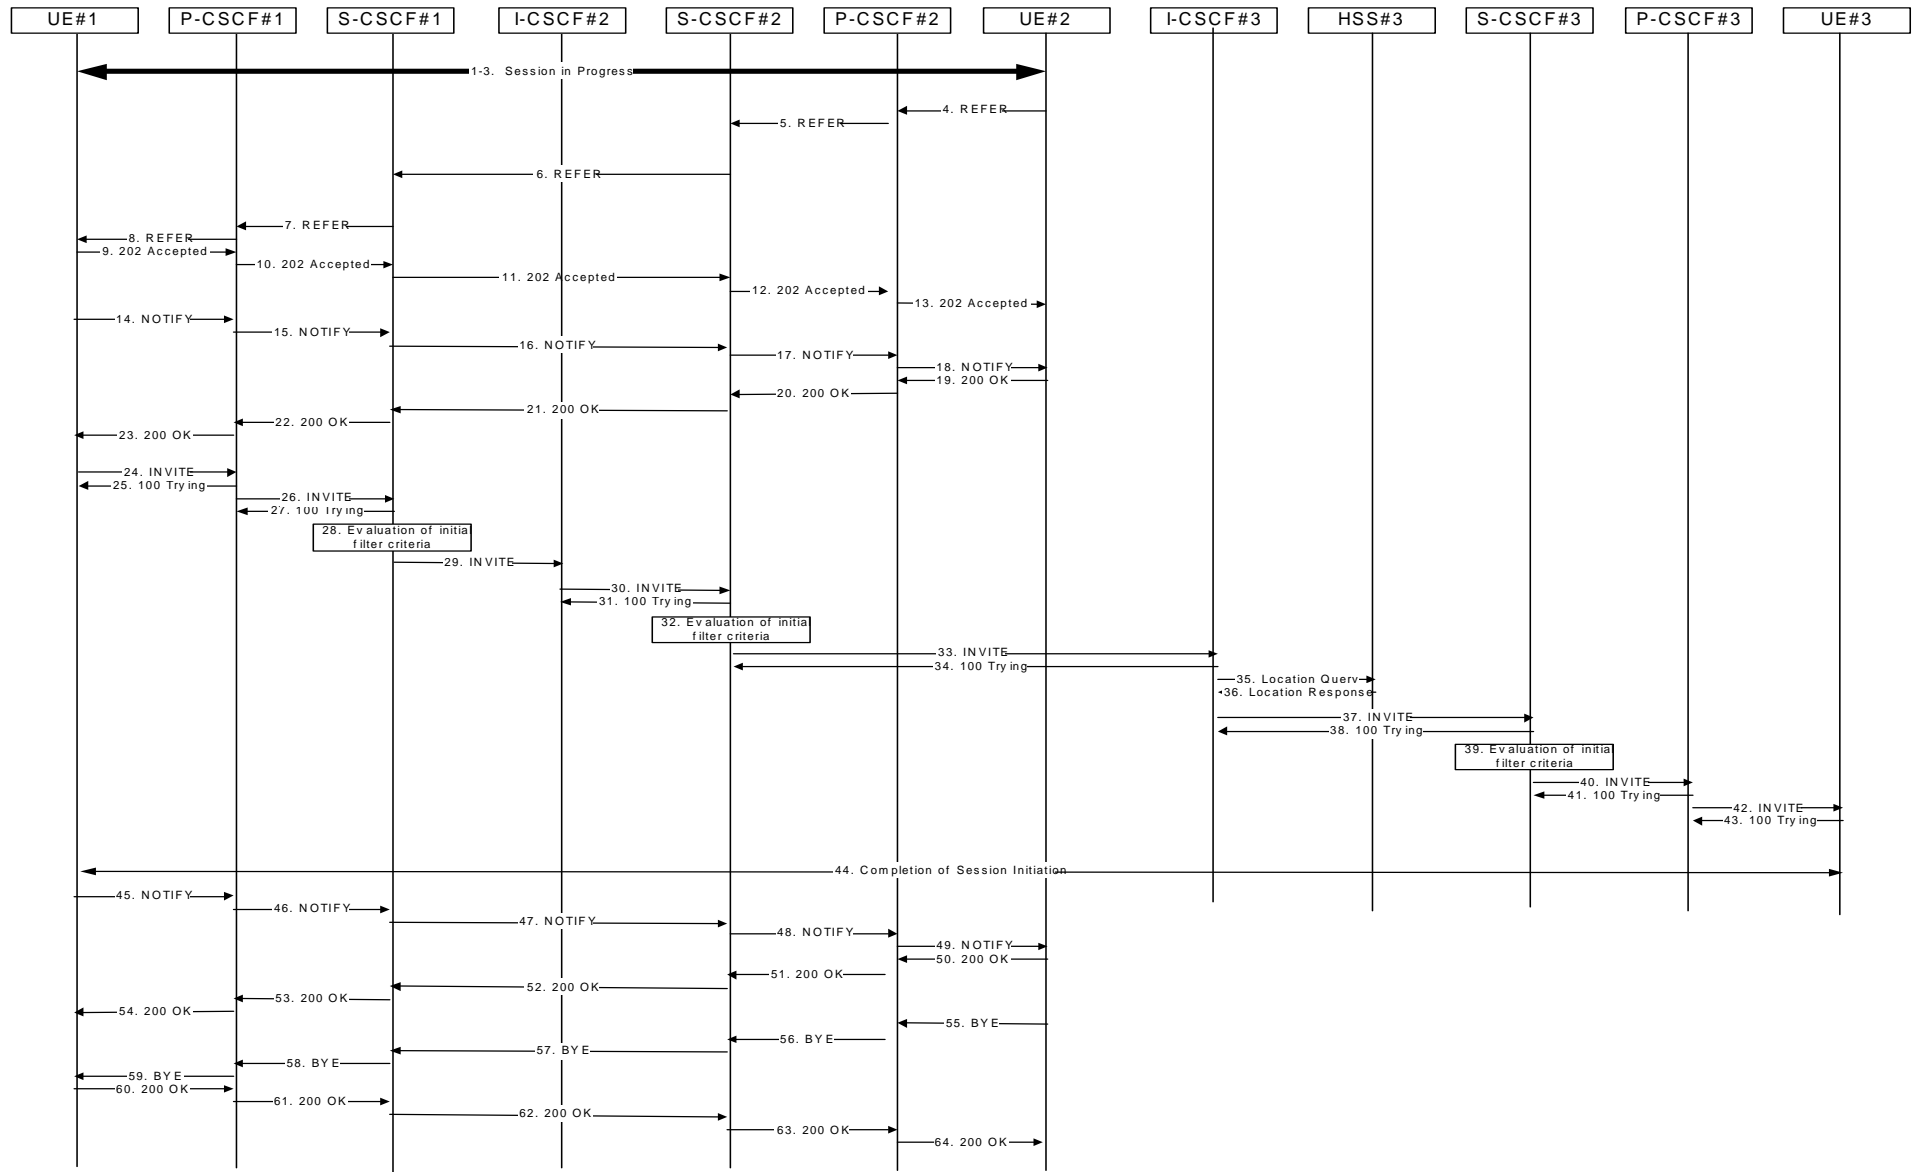 UE#1
P-CSCF#1
S-CSCF#1
I-CSCF#2
S-CSCF#2
P-CSCF#2
UE#2
I-CSCF#3
HSS#3
S-CSCF#3
P-CSCF#3
UE#3
1-3. Session in Progress
4. REFER
5. REFER
6. REFER
7. REFER
8. REFER
9. 202 Accepted
10. 202 Accepted
11. 202 Accepted
12. 202 Accepted
13. 202 Accepted
14. NOTIFY
15. NOTIFY
16. NOTIFY
17. NOTIFY
18. NOTIFY
19. 200 OK
20. 200 OK
21. 200 OK
22. 200 OK
23. 200 OK
24. INVITE
25. 100 Trying
26. INVITE
27. 100 Trying
28. Evaluation of initial
filter criteria
29. INVITE
30. INVITE
31. 100 Trying
32. Evaluation of initial
filter criteria
33. INVITE
34. 100 Trying
35. Location Query
36. Location Response
37. INVITE
38. 100 Trying
39. Evaluation of initial
filter criteria
40. INVITE
41. 100 Trying
42. INVITE
43. 100 Trying
44. Completion of Session Initiation
45. NOTIFY
46. NOTIFY
47. NOTIFY
48. NOTIFY
49. NOTIFY
50. 200 OK
51. 200 OK
52. 200 OK
53. 200 OK
54. 200 OK
55. BYE
56. BYE
57. BYE
58. BYE
59. BYE
60. 200 OK
61. 200 OK
62. 200 OK
63. 200 OK
64. 200 OK